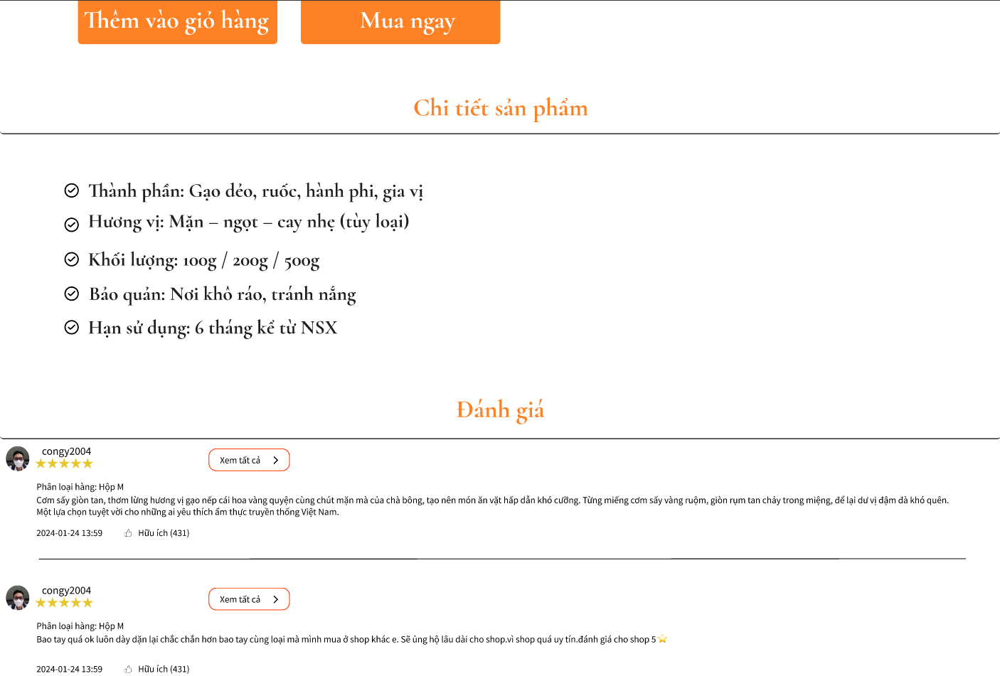 Thêm vào giỏ hàng
Mua ngay
Chi tiết sản phẩm
Thành phần: Gạo dẻo, ruốc, hành phi, gia vị
Hương vị: Mặn – ngọt – cay nhẹ (tùy loại)
Khối lượng: 100g / 200g / 500g
Bảo quản: Nơi khô ráo, tránh nắng
Hạn sử dụng: 6 tháng kể từ NSX
Đánh giá
congy2004
Xem tất cả
Phân loại hàng: Hộp M
Cơm sấy giòn tan, thơm lừng hương vị gạo nếp cái hoa vàng quyện cùng chút mặn mà của chà bông, tạo nên món ăn vặt hấp dẫn khó cưỡng. Từng miếng cơm sấy vàng ruộm, giòn rụm tan chảy trong miệng, để lại dư vị đậm đà khó quên.
Một lựa chọn tuyệt vời cho những ai yêu thích ẩm thực truyền thống Việt Nam.
2024-01-24 13:59
Hữu ích (431)
congy2004
Xem tất cả
Phân loại hàng: Hộp M
Bao tay quá ok luôn dày dặn lại chắc chắn hơn bao tay cùng loại mà mình mua ở shop khác e. Sẽ ủng hộ lâu dài cho shop.vì shop quá uy tín.đánh giá cho shop 5⭐
2024-01-24 13:59
Hữu ích (431)